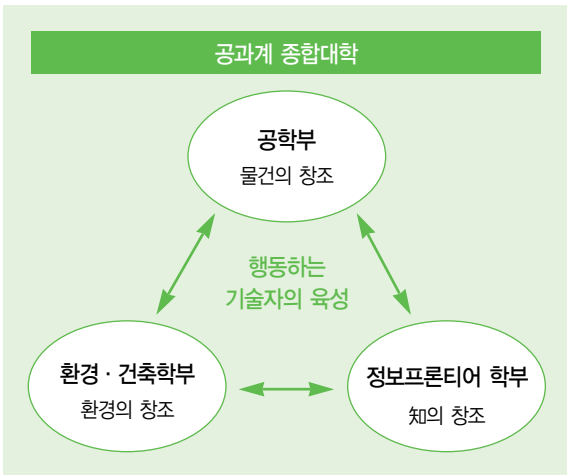 공과계 종합대학
공학부
물건의 창조
행동하는
기술자의 육성
환경 · 건축학부
환경의 창조
정보프론티어 학부
知의 창조